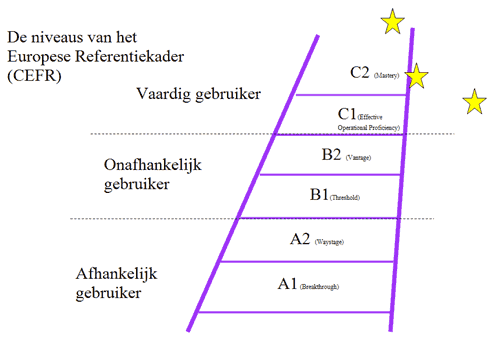 De niveaus van het
Europese Referentiekader
(CEFR)
C2 (Mastery)
Vaardig gebruiker
C1 (Effective
Operational Proficiency)
B2 (Vantage)
Onafhankelijk
gebruiker
B1 (Threshold)
A2 (Waystage)
Afhankelijk
gebruiker
A1 (Breakthrough)